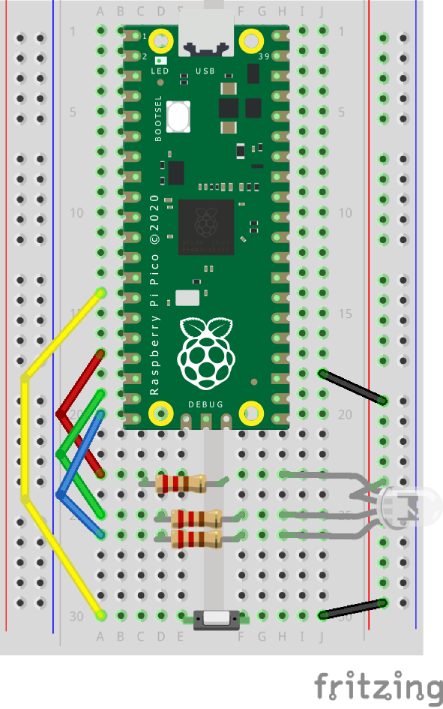 A B C D E F G H I J
1 1
1
2 39
LED USB
BOOTSEL
5 5
10 10
Raspberry Pi Pico ©2020
15 15
DEBUG
20 20
25
30 30
A B C D E F G H I J
fritzing